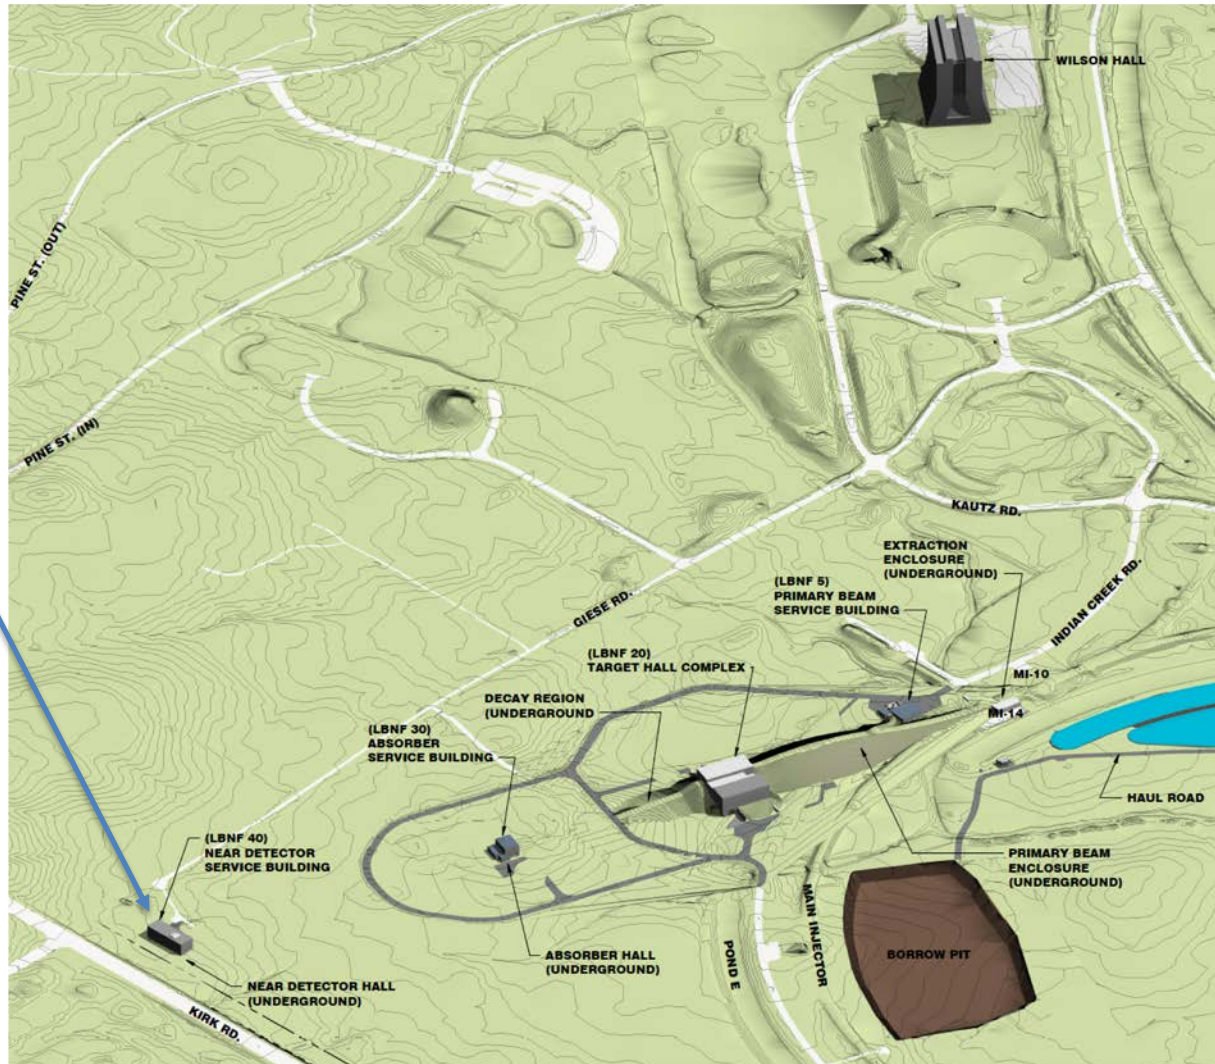 WILSON HALL
PINE ST. (OUT)
PINE ST. (IN)
KAUTZ RD.
EXTRACTION
ENCLOSURE
(UNDERGROUND)
(LBNF 5)
PRIMARY BEAM
SERVICE BUILDING
INDIAN CREEK RD.
GIESE RD.
(LBNF 20)
TARGET HALL COMPLEX
MI-10
DECAY REGION
(UNDERGROUND
MI-14
(LBNF 30)
ABSORBER
SERVICE BUILDING
HAUL ROAD
(LBNF 40)
NEAR DETECTOR
SERVICE BUILDING
PRIMARY BEAM
ENCLOSURE
(UNDERGROUND)
MAIN INJECTOR
POND E
BORROW PIT
ABSORBER HALL
(UNDERGROUND)
NEAR DETECTOR HALL
(UNDERGROUND)
KIRK RD.